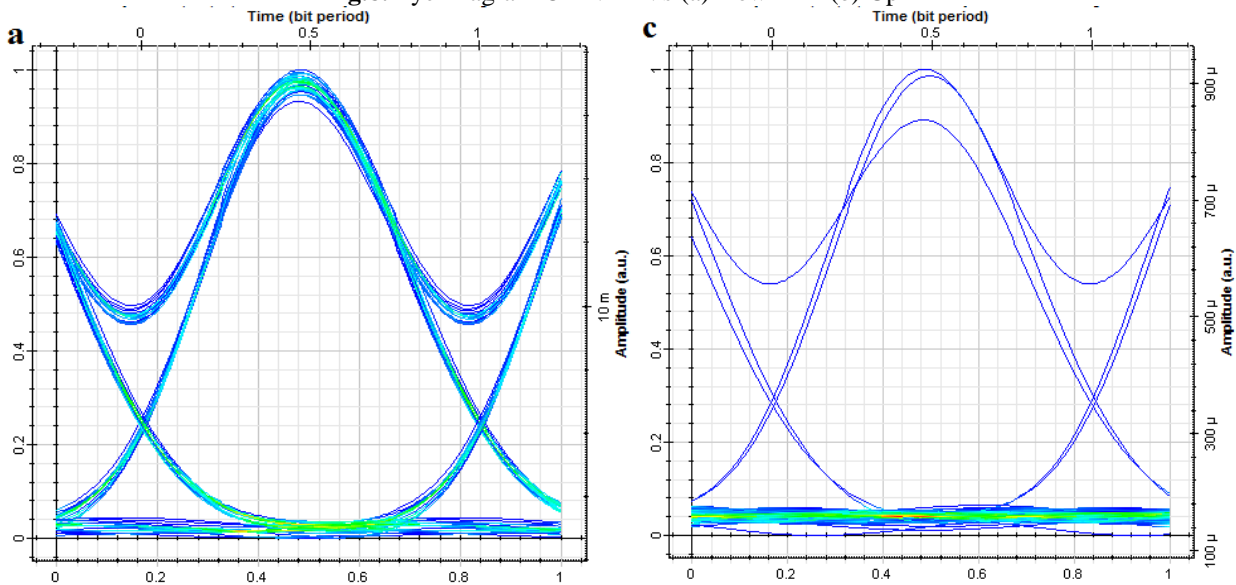 Time (bit period)
Time (bit period)
a
c
0 0.5 1
0 0.5 1
1
0.8
0.6
0.4
0.2
0
10 m
Amplitude (a.u.)
1
0.8
0.6
0.4
0.2
0
900 µ
700 µ
500 µ
300 µ
100 µ
Amplitude (a.u.)
0 0.2 0.4 0.6 0.8 1
0 0.2 0.4 0.6 0.8 1